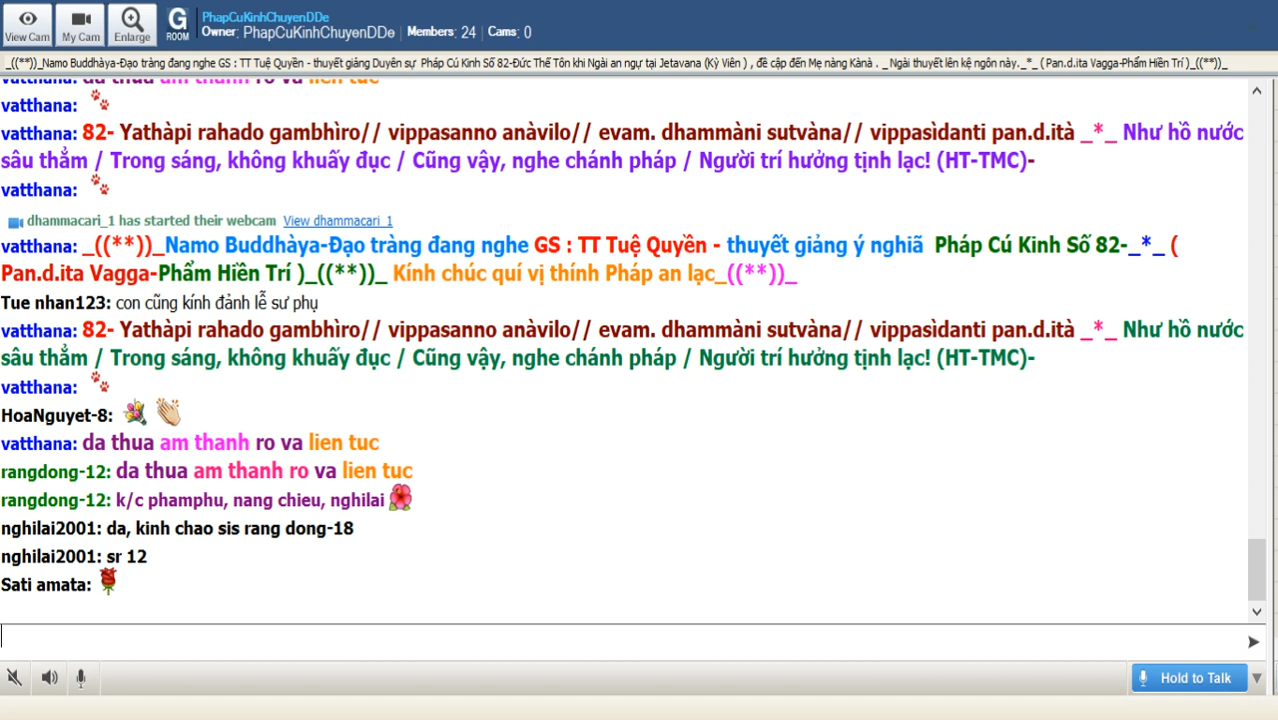 View Cam
My Cam
Enlarge
G
ROOM
PhapCuKinhChuyenDDe
Owner: PhapCuKinhChuyenDDe | Members: 24 | Cams: 0
_((**))_Namo Buddhàya-Đạo tràng đang nghe GS : TT Tuệ Quyền - thuyết giảng Duyên sự Pháp Cú Kinh Số 82-Đức Thế Tôn khi Ngài an ngự tại Jetavana (Kỳ Viên ) , đề cập đến Mẹ nàng Kànà . _ Ngài thuyết lên kệ ngôn này._*_ ( Pan.d.ita Vagga-Phẩm Hiền Trí )_((**))_
vatthana: da thua am thanh ro va lien tuc
vatthana:
vatthana: 82- Yathàpi rahado gambhìro// vippasanno anàvilo// evam. dhammàni sutvàna// vippasìdanti pan.d.ità _*_ Như hồ nước
sâu thẳm / Trong sáng, không khuấy đục / Cũng vậy, nghe chánh pháp / Người trí hưởng tịnh lạc! (HT-TMC)-
vatthana:
dhammacari_1 has started their webcam View dhammacari_1
vatthana: _((**))_Namo Buddhàya-Đạo tràng đang nghe GS : TT Tuệ Quyền - thuyết giảng ý nghiã Pháp Cú Kinh Số 82-_*_ (
Pan.d.ita Vagga-Phẩm Hiền Trí )_((**))_ Kính chúc quí vị thính Pháp an lạc_((**))_
Tue nhan123: con cũng kính đảnh lễ sư phụ
vatthana: 82- Yathàpi rahado gambhìro// vippasanno anàvilo// evam. dhammàni sutvàna// vippasìdanti pan.d.ità _*_ Như hồ nước
sâu thẳm / Trong sáng, không khuấy đục / Cũng vậy, nghe chánh pháp / Người trí hưởng tịnh lạc! (HT-TMC)-
vatthana:
HoaNguyet-8:
vatthana: da thua am thanh ro va lien tuc
rangdong-12: da thua am thanh ro va lien tuc
rangdong-12: k/c phamphu, nang chieu, nghilai
nghilai2001: da, kinh chao sis rang dong-18
nghilai2001: sr 12
Sati amata:
Hold to Talk